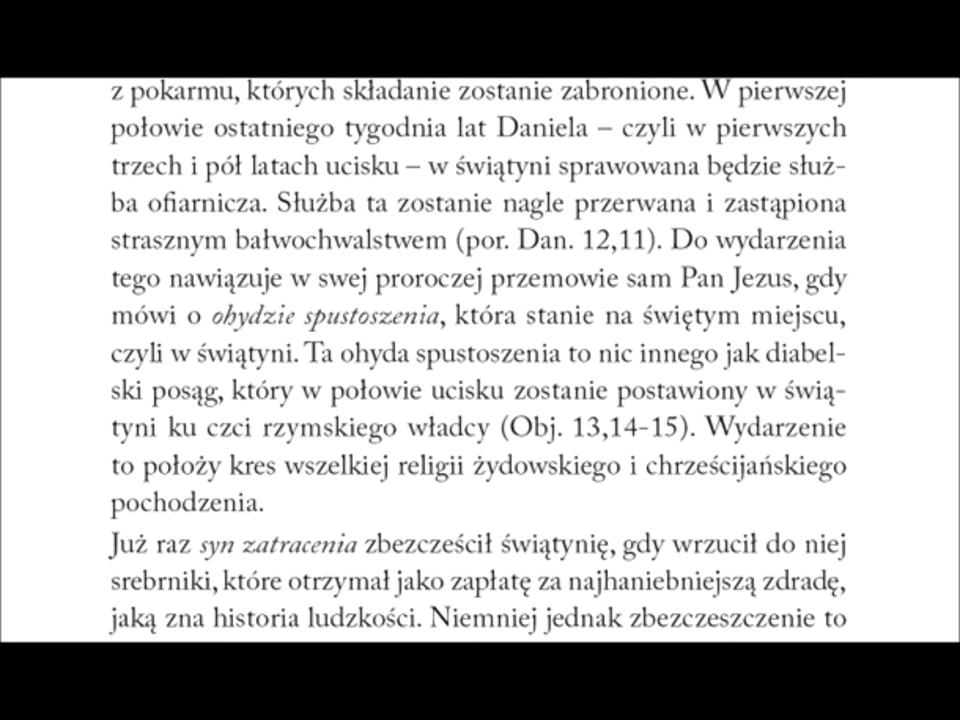 z pokarmu, których składanie zostanie zabronione. W pierwszej
połowie ostatniego tygodnia lat Daniela – czyli w pierwszych
trzech i pół latach ucisku – w świątyni sprawowana będzie służ-
ba ofiarnicza. Służba ta zostanie nagle przerwana i zastąpiona
strasznym bałwochwalstwem (por. Dan. 12,11). Do wydarzenia
tego nawiązuje w swej proroczej przemowie sam Pan Jezus, gdy
mówi o ohydzie spustoszenia, która stanie na świętym miejscu,
czyli w świątyni. Ta ohyda spustoszenia to nic innego jak diabel-
ski posąg, który w połowie ucisku zostanie postawiony w świą-
tyni ku czci rzymskiego władcy (Obj. 13,14-15). Wydarzenie
to położy kres wszelkiej religii żydowskiego i chrześcijańskiego
pochodzenia.
Już raz syn zatracenia zbezcześcił świątynię, gdy wrzucił do niej
srebrniki, które otrzymał jako zapłatę za najhaniebniejszą zdradę,
jaką zna historia ludzkości. Niemniej jednak zbezczeszczenie to